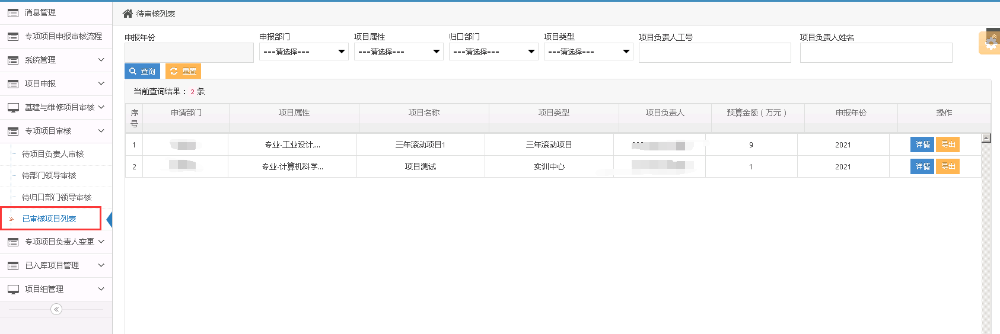 消息管理
专项项目申报审核流程
系统管理
项目申报
基建与维修项目审核
专项项目审核
待项目负责人审核
待部门领导审核
待归口部门领导审核
已审核项目列表
专项项目负责人变更
已入库项目管理
项目组管理
待审核列表
申报年份 申报部门 项目属性 归口部门 项目类型 项目负责人工号 项目负责人姓名
===请选择=== ===请选择=== ===请选择=== ===请选择===
查询 重置
当前查询结果： 2 条
序号 申请部门 项目属性 项目名称 项目类型 项目负责人 预算金额（万元） 申报年份 操作
1 专业-工业设计,... 三年滚动项目1 三年滚动项目 9 2021 详情 导出
2 专业-计算机科学... 项目测试 实训中心 1 2021 详情 导出